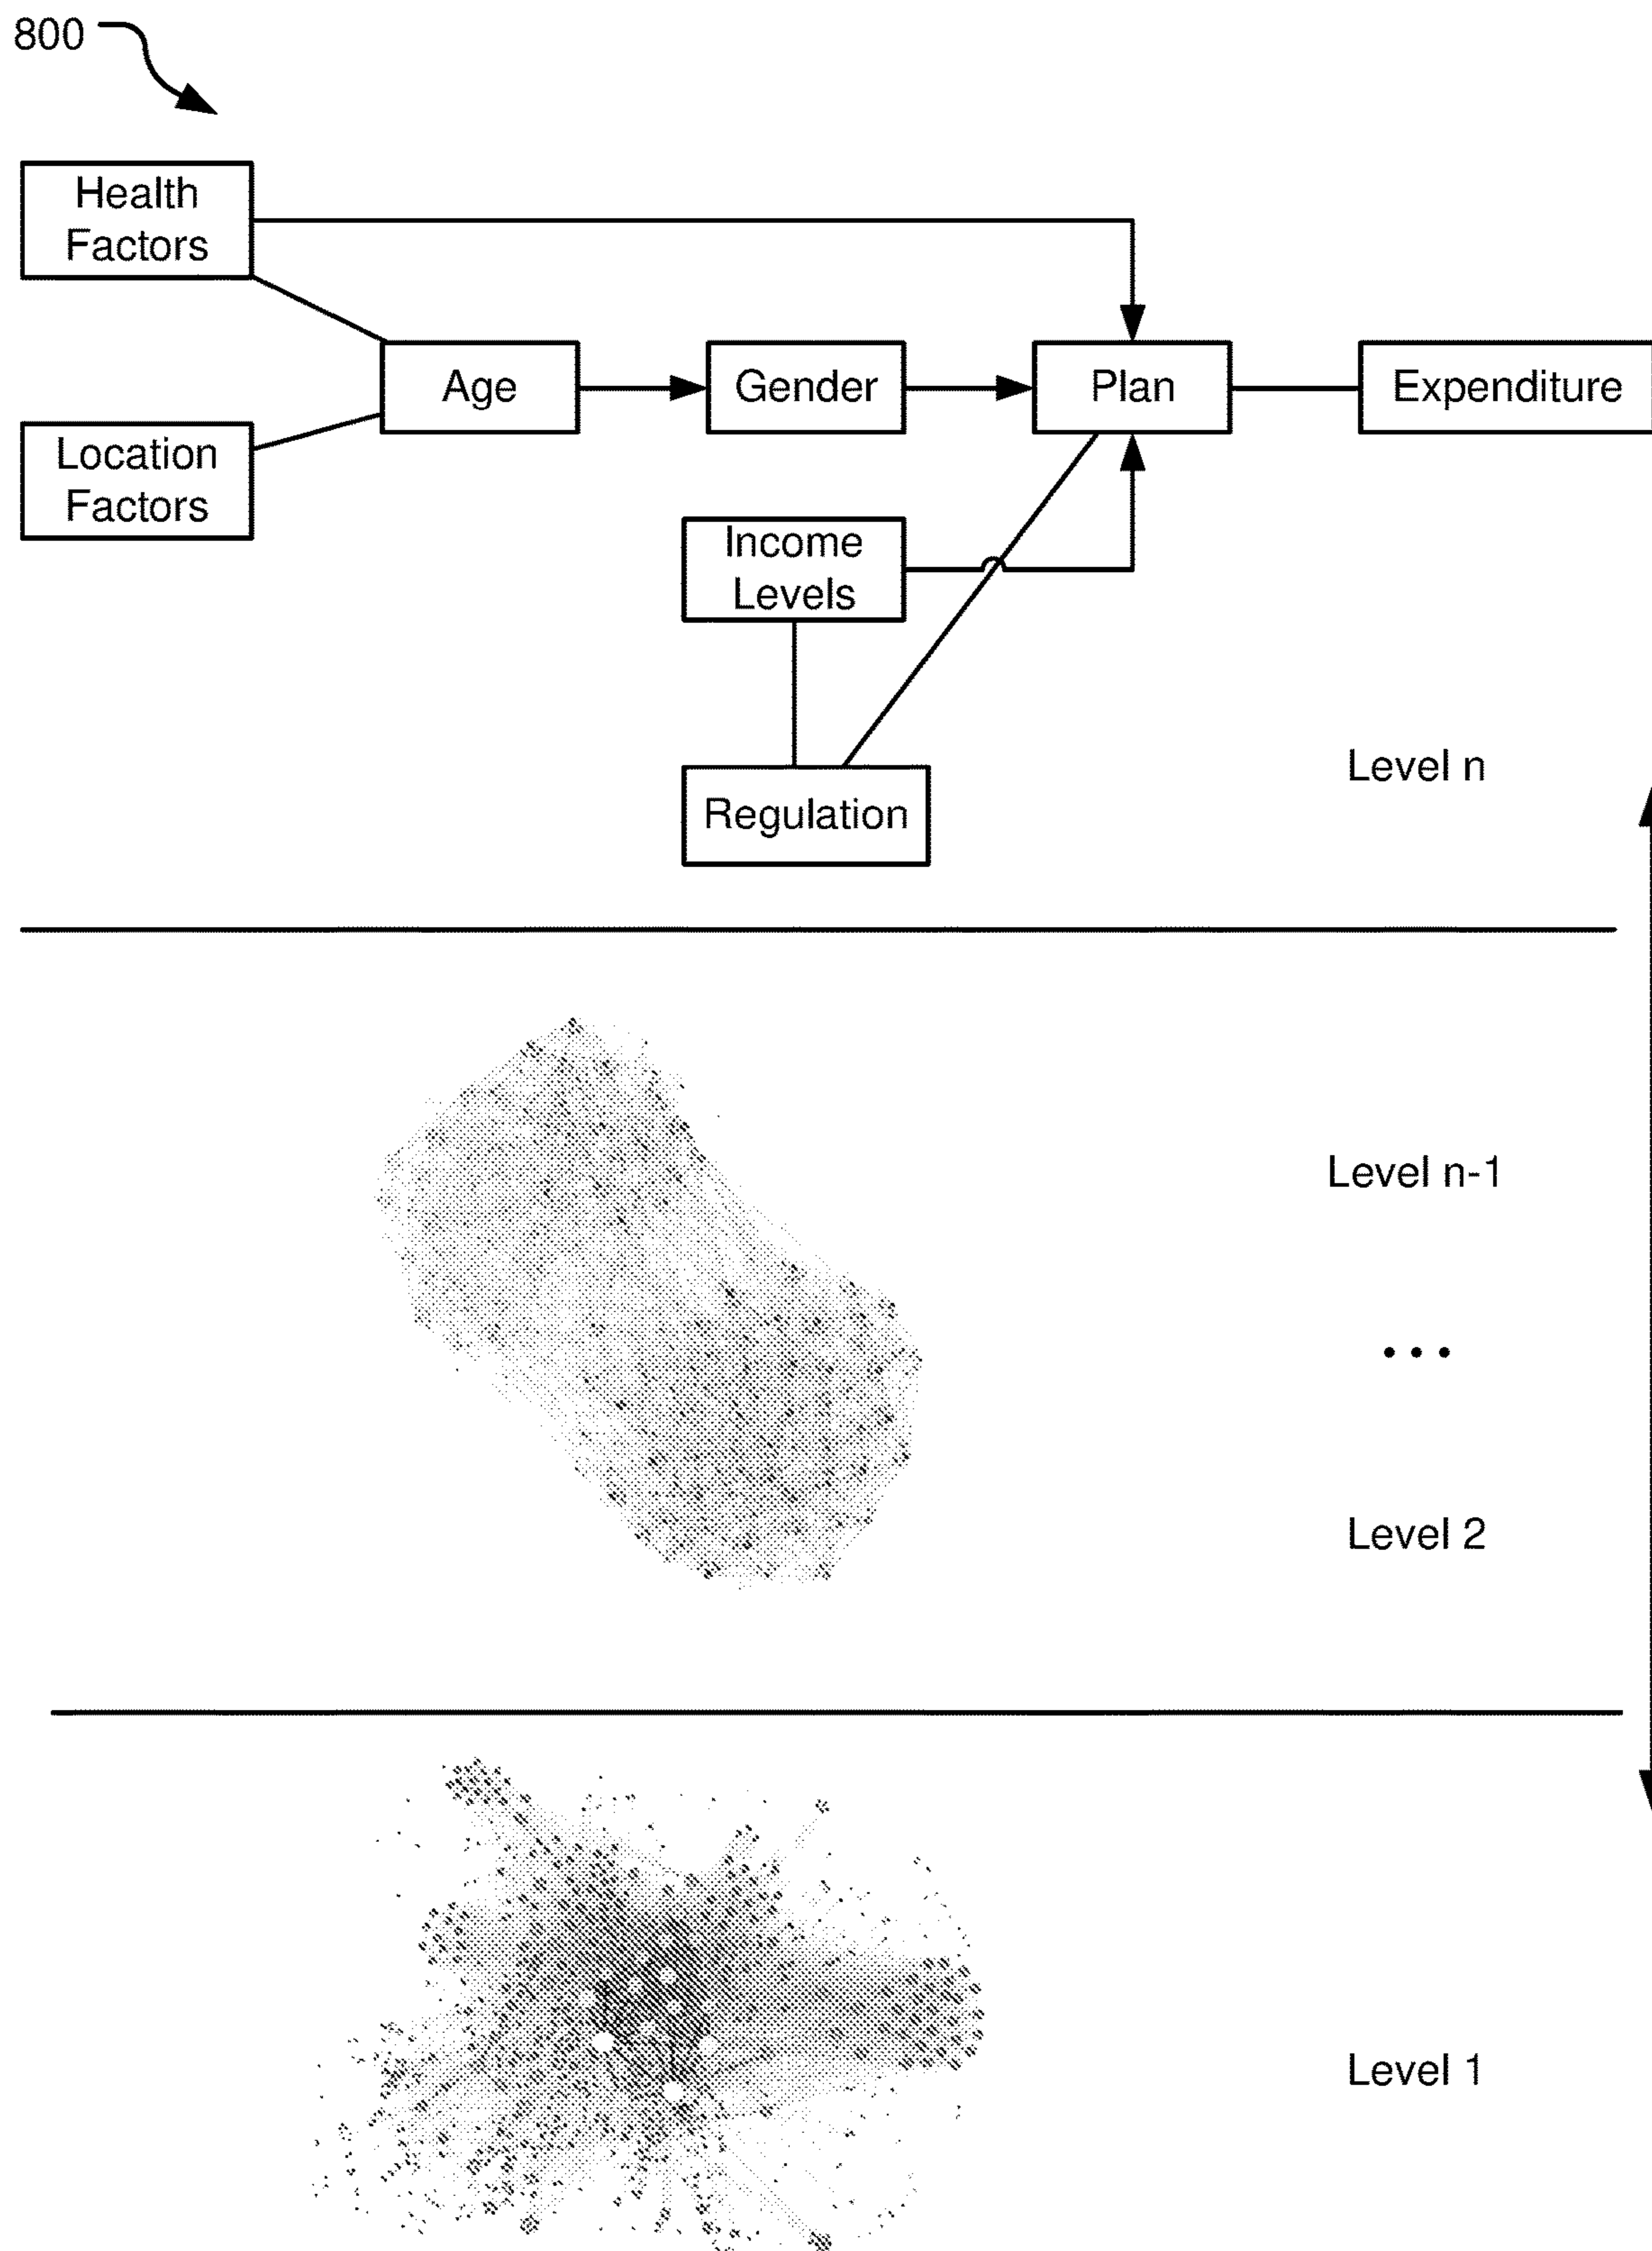 800
Health
Factors
Age
Gender
Plan
Expenditure
Location
Factors
Income
Levels
Regulation
Level n
Level n-1
...
Level 2
Level 1